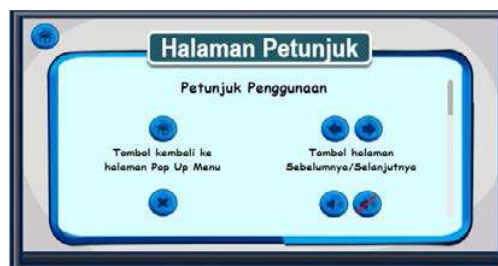 Halaman Petunjuk
Petunjuk Penggunaan
Tombol kembali ke
halaman Pop Up Menu
Tombol halaman
Sebelumnya/Selanjutnya